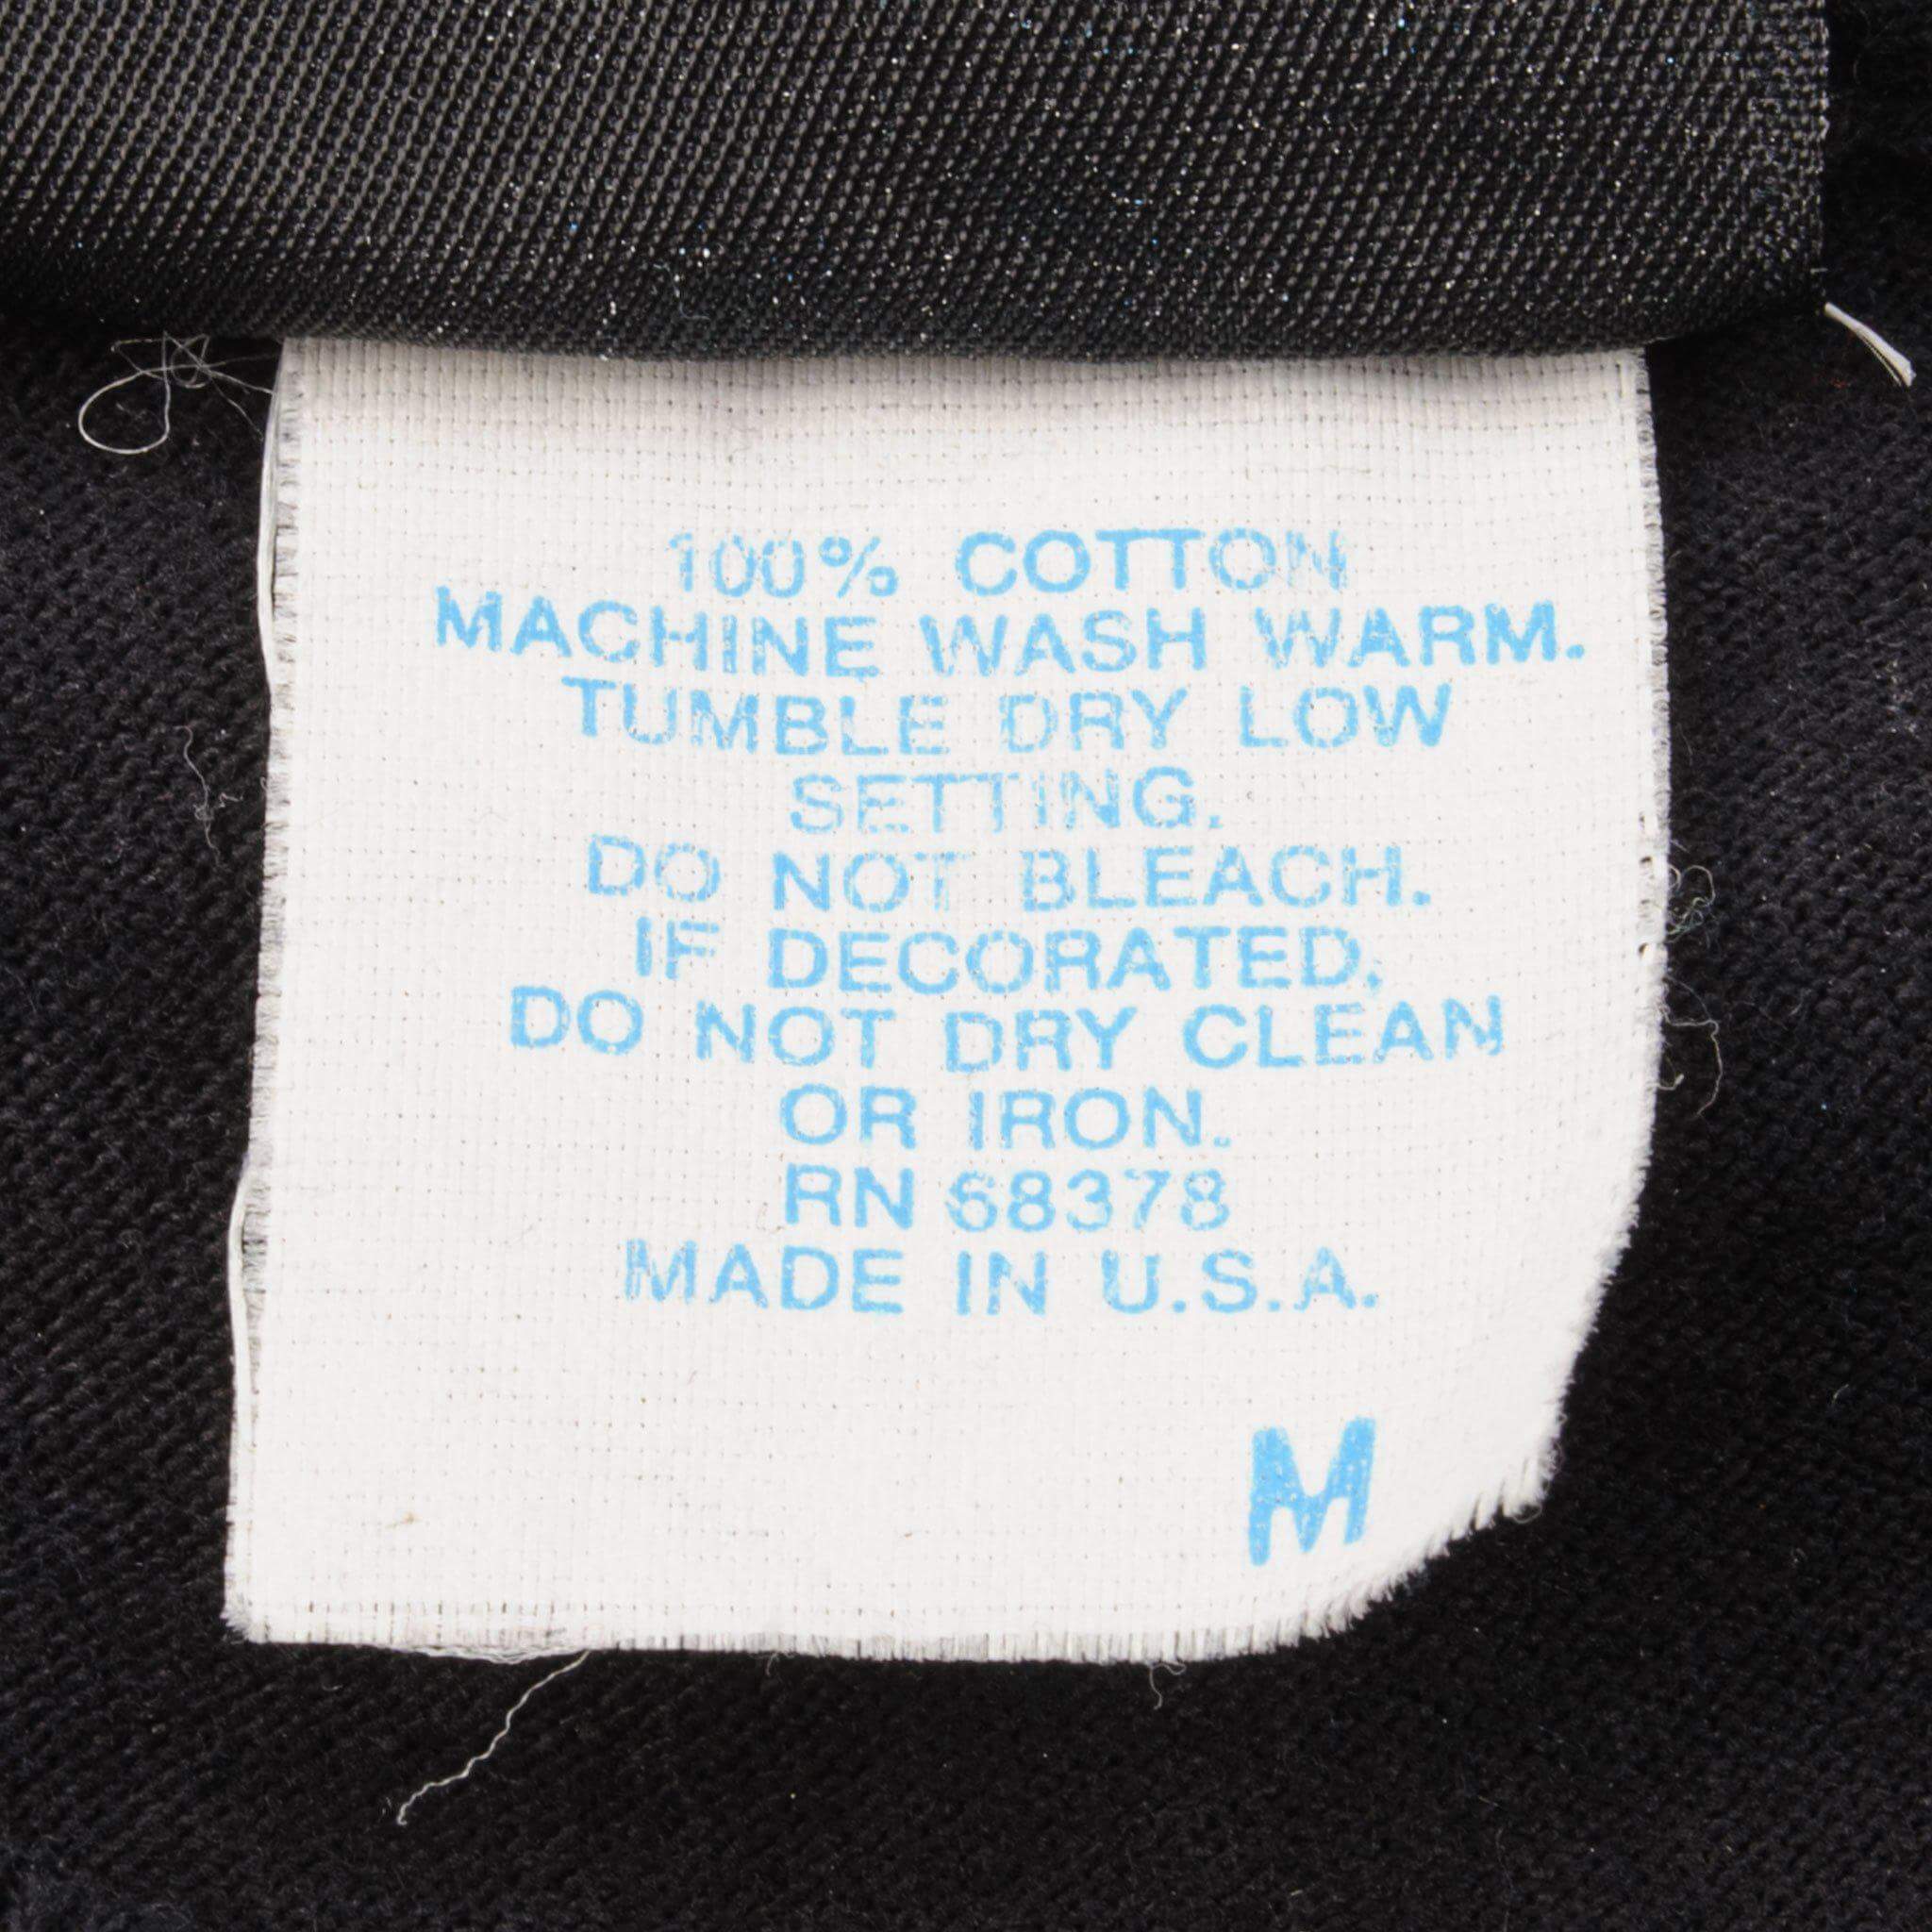 100% COTTON
MACHINE WASH WARM.
TUMBLE DRY LOW
SETTING.
DO NOT BLEACH.
IF DECORATED,
DO NOT DRY CLEAN
OR IRON.
RN 68378
MADE IN U.S.A.
M